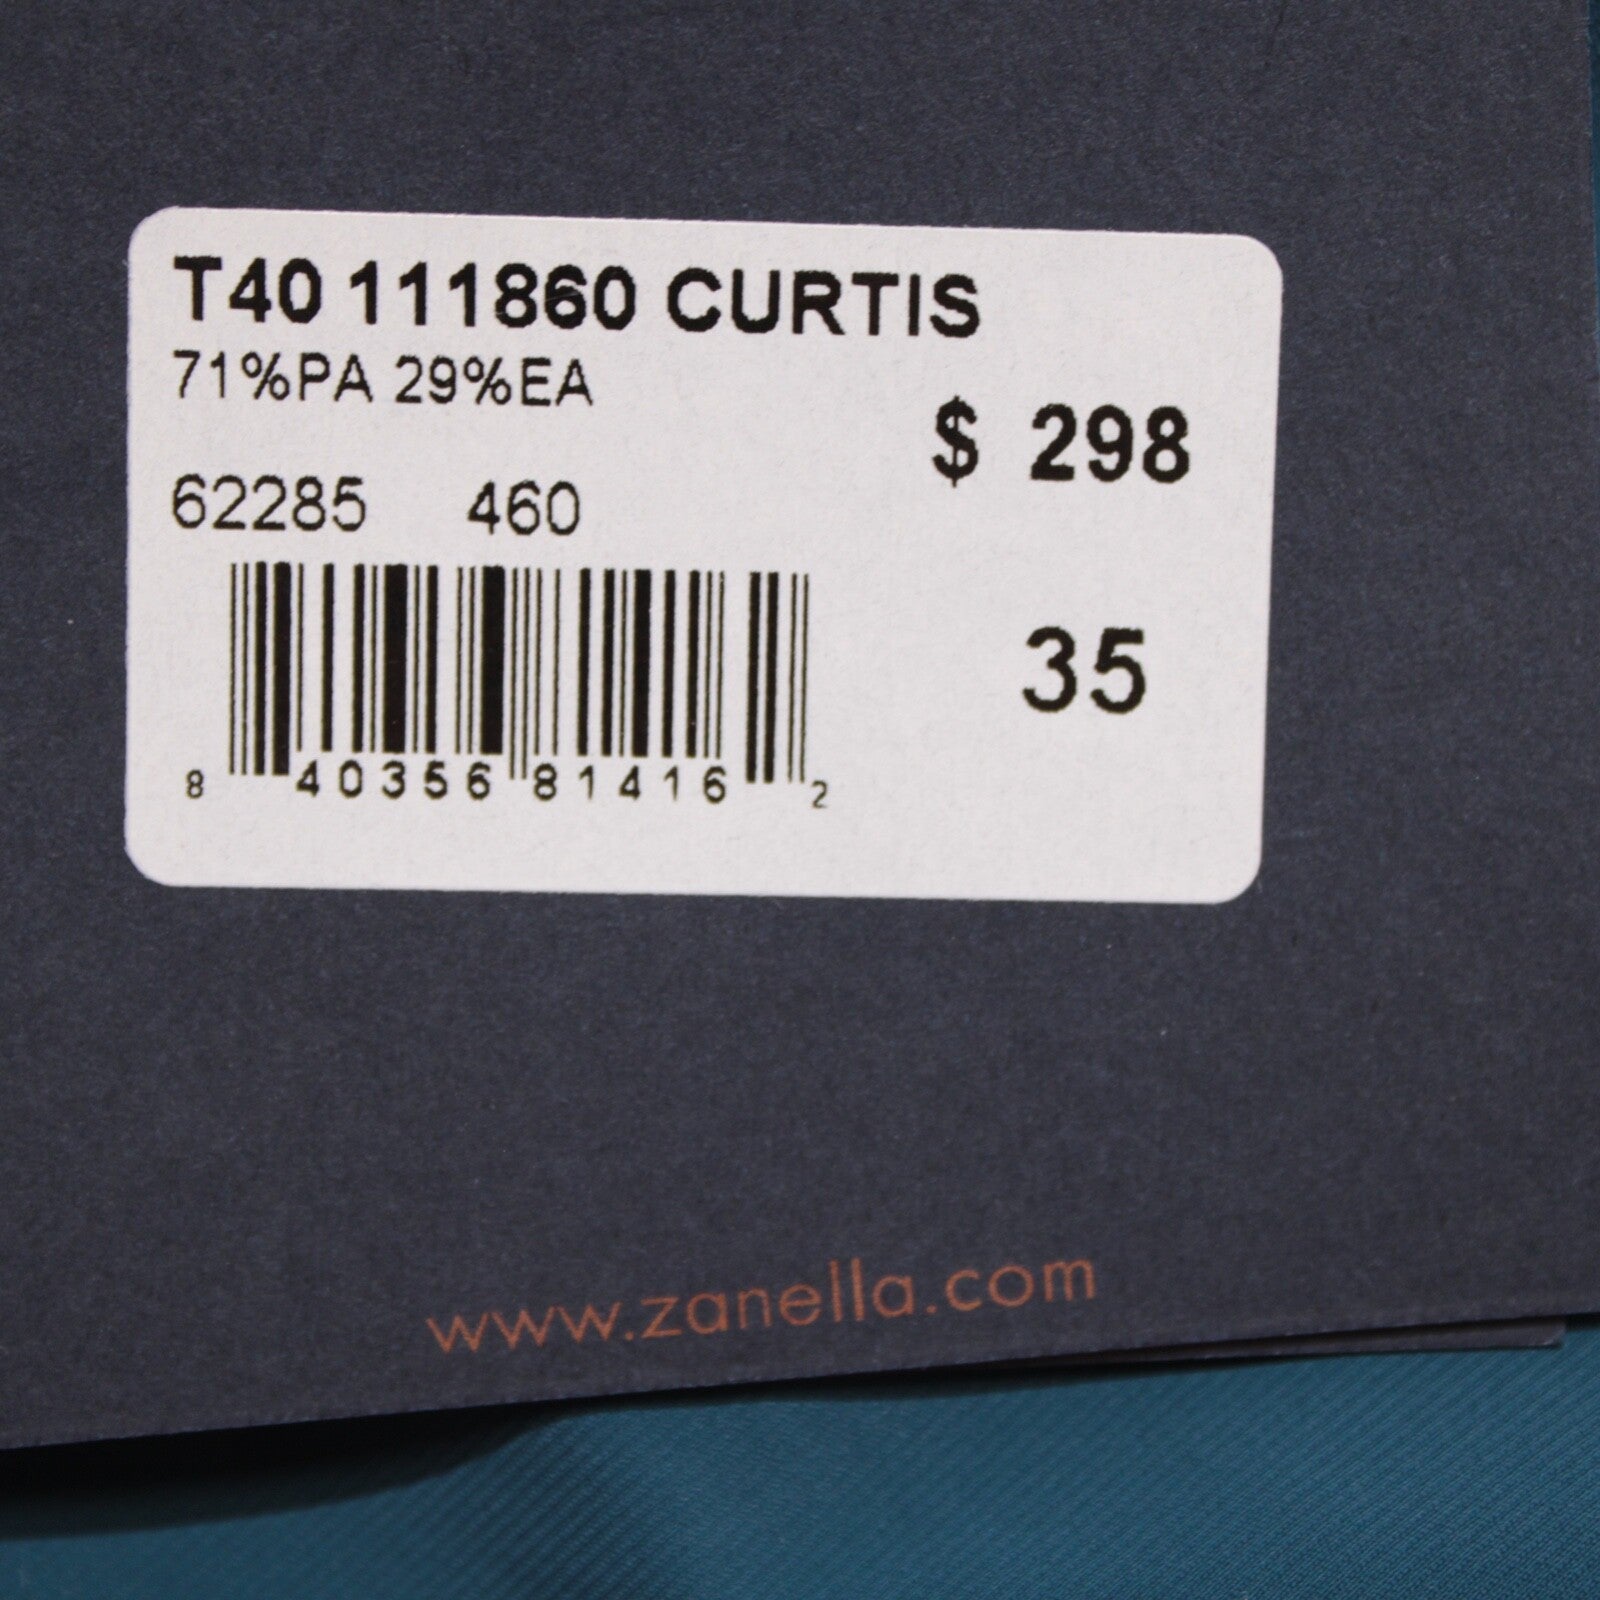 T40 111860 CURTIS
71%PA 29%EA
$ 298
62285 460
35
8 40356 81416 2
www.zanella.com